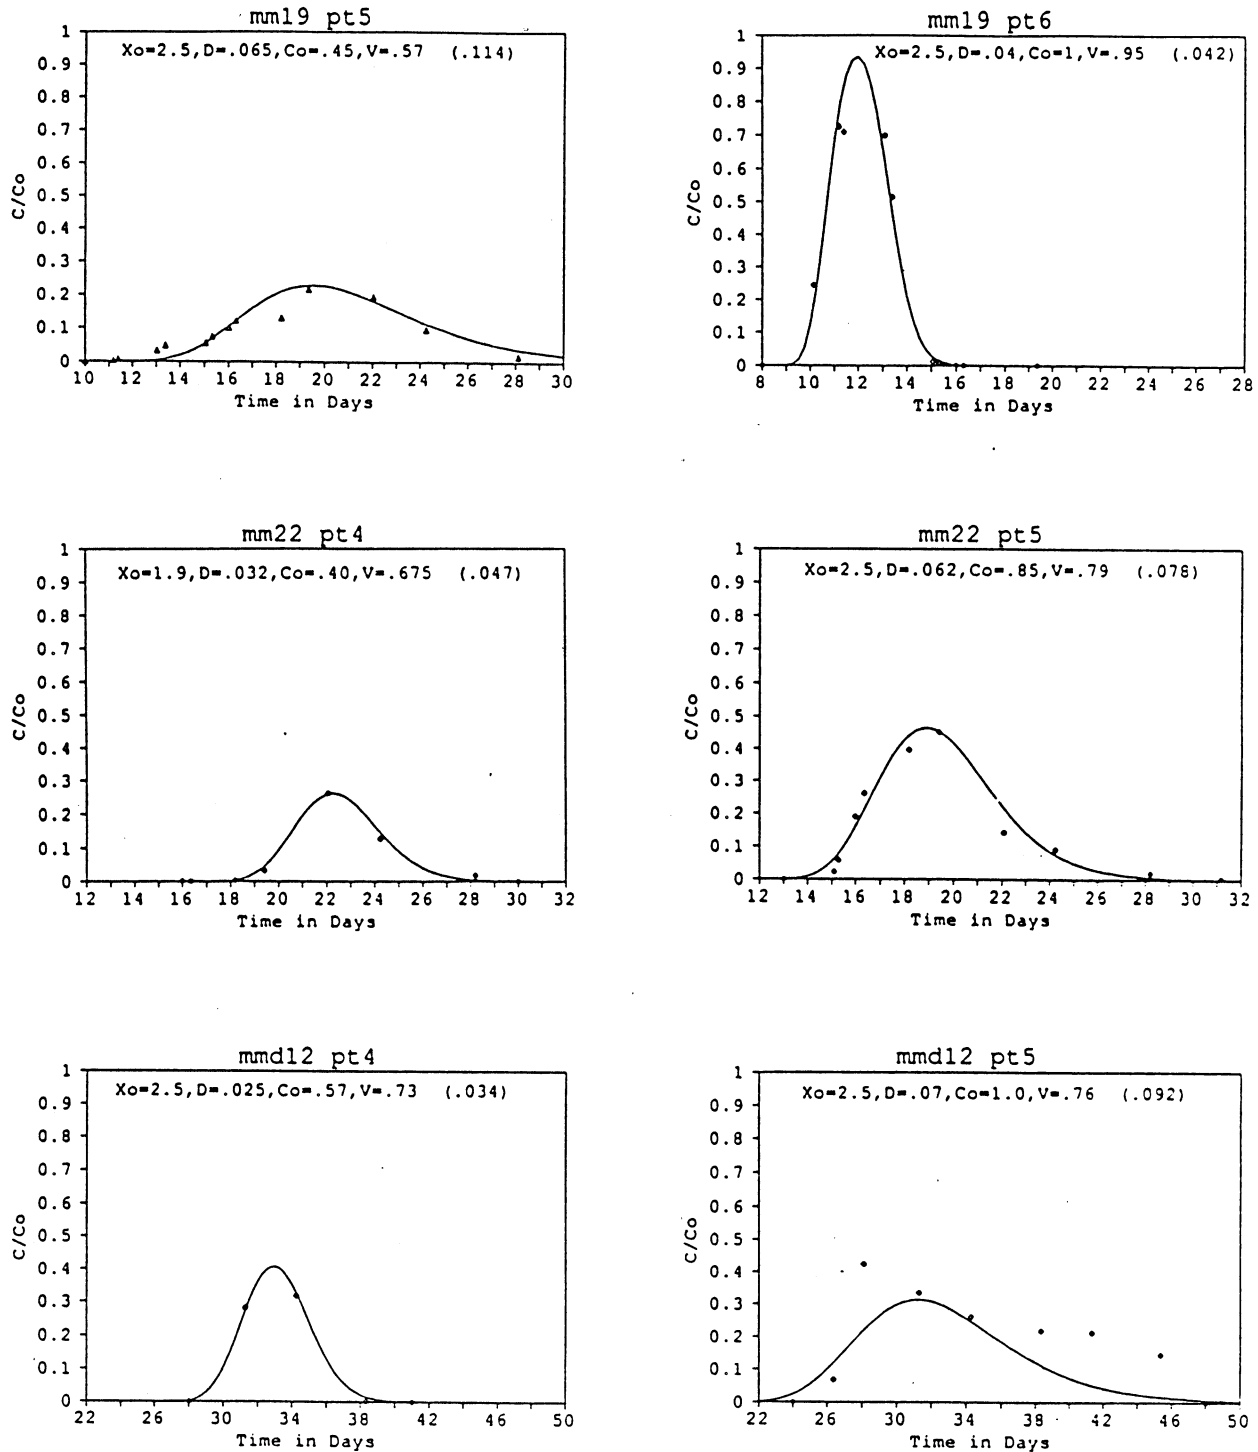 mm19 pt5
Xo=2.5,D=.065,Co=.45,V=.57 (.114)
1
0.9
0.8
0.7
0.6
0.5
0.4
0.3
0.2
0.1
0
C/Co
10 12 14 16 18 20 22 24 26 28 30
Time in Days
mm19 pt6
Xo=2.5,D=.04,Co=1,V=.95 (.042)
1
0.9
0.8
0.7
0.6
0.5
0.4
0.3
0.2
0.1
0
C/Co
8 10 12 14 16 18 20 22 24 26 28
Time in Days
mm22 pt4
Xo=1.9,D=.032,Co=.40,V=.675 (.047)
1
0.9
0.8
0.7
0.6
0.5
0.4
0.3
0.2
0.1
0
C/Co
12 14 16 18 20 22 24 26 28 30 32
Time in Days
mm22 pt5
Xo=2.5,D=.062,Co=.85,V=.79 (.078)
1
0.9
0.8
0.7
0.6
0.5
0.4
0.3
0.2
0.1
0
C/Co
12 14 16 18 20 22 24 26 28 30 32
Time in Days
mmd12 pt4
Xo=2.5,D=.025,Co=.57,V=.73 (.034)
1
0.9
0.8
0.7
0.6
0.5
0.4
0.3
0.2
0.1
0
C/Co
22 26 30 34 38 42 46 50
Time in Days
mmd12 pt5
Xo=2.5,D=.07,Co=1.0,V=.76 (.092)
1
0.9
0.8
0.7
0.6
0.5
0.4
0.3
0.2
0.1
0
C/Co
22 26 30 34 38 42 46 50
Time in Days